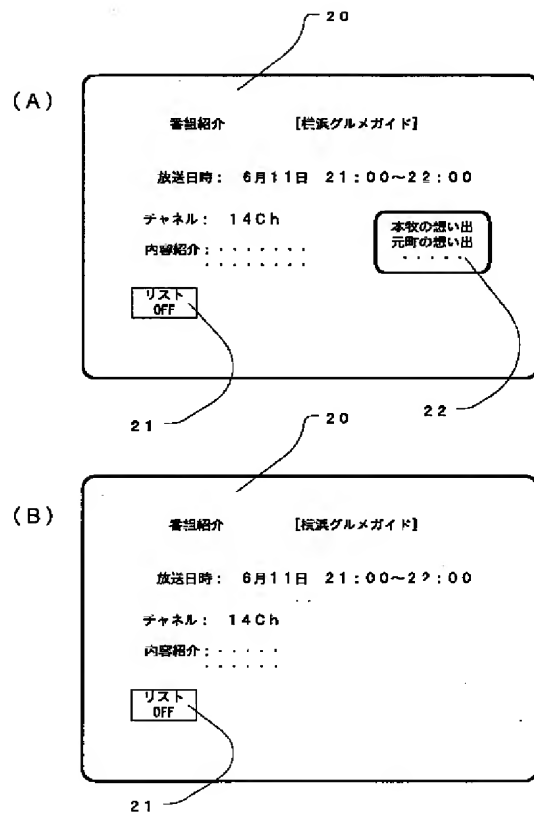 20
(A)
番組紹介 [横浜グルメガイド]
放送日時: 6月11日 21:00~22:00
チャネル: 14Ch
本牧の想い出
元町の想い出
・・・・・
内容紹介:・・・・・・・
・・・・・・・
リスト
OFF
21
22
20
(B)
番組紹介 [横浜グルメガイド]
放送日時: 6月11日 21:00~22:00
チャネル: 14Ch
内容紹介:・・・・・
・・・・・
リスト
OFF
21